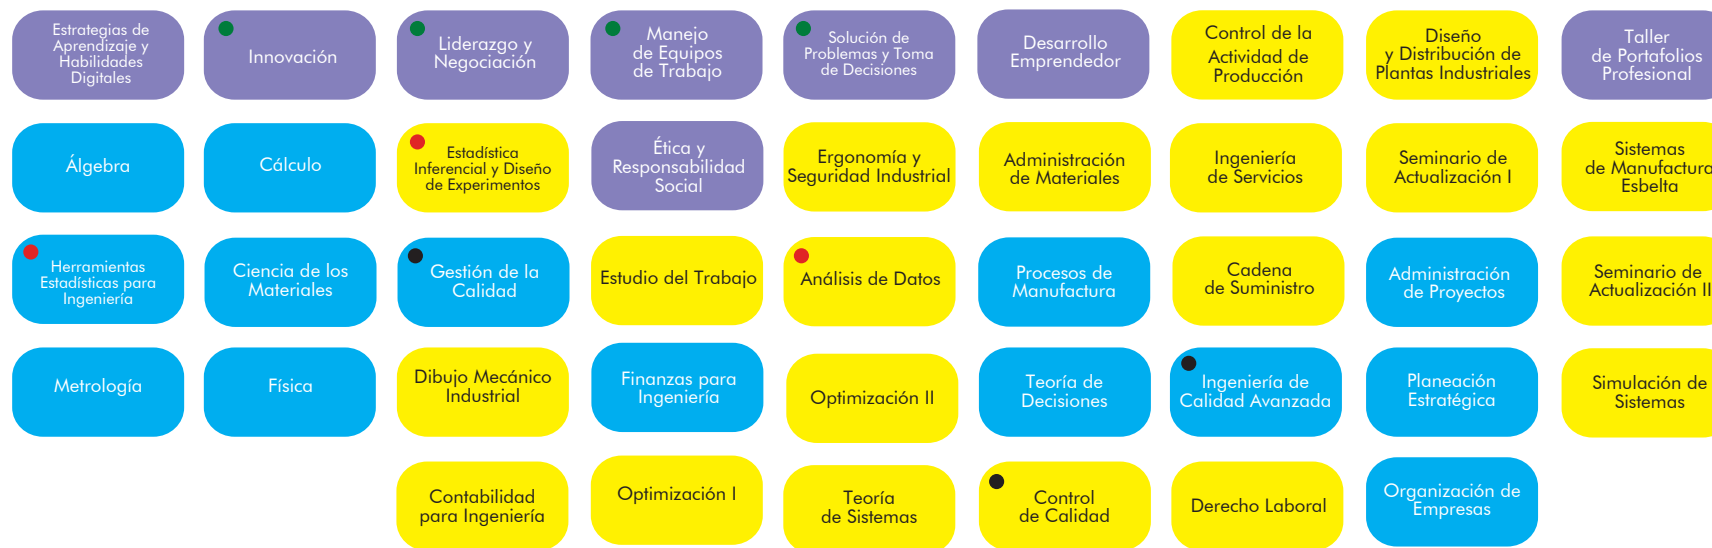 Estrategias de
Aprendizaje y
Habilidades
Digitales
Innovación
Liderazgo y
Negociación
Manejo
de Equipos
de Trabajo
Solución de
Problemas y Toma
de Decisiones
Desarrollo
Emprendedor
Control de la
Actividad de
Producción
Diseño
y Distribución de
Plantas Industriales
Taller
de Portafolios
Profesional
Álgebra
Cálculo
Estadística
Inferencial y Diseño
de Experimentos
Ética y
Responsabilidad
Social
Ergonomía y
Seguridad Industrial
Administración
de Materiales
Ingeniería
de Servicios
Seminario de
Actualización I
Sistemas
de Manufactura
Esbelta
Herramientas
Estadísticas para
Ingeniería
Ciencia de los
Materiales
Gestión de la
Calidad
Estudio del Trabajo
Análisis de Datos
Procesos de
Manufactura
Cadena
de Suministro
Administración
de Proyectos
Seminario de
Actualización II
Metrología
Física
Dibujo Mecánico
Industrial
Finanzas para
Ingeniería
Optimización II
Teoría de
Decisiones
Ingeniería de
Calidad Avanzada
Planeación
Estratégica
Simulación de
Sistemas
Contabilidad
para Ingeniería
Optimización I
Teoría
de Sistemas
Control
de Calidad
Derecho Laboral
Organización de
Empresas